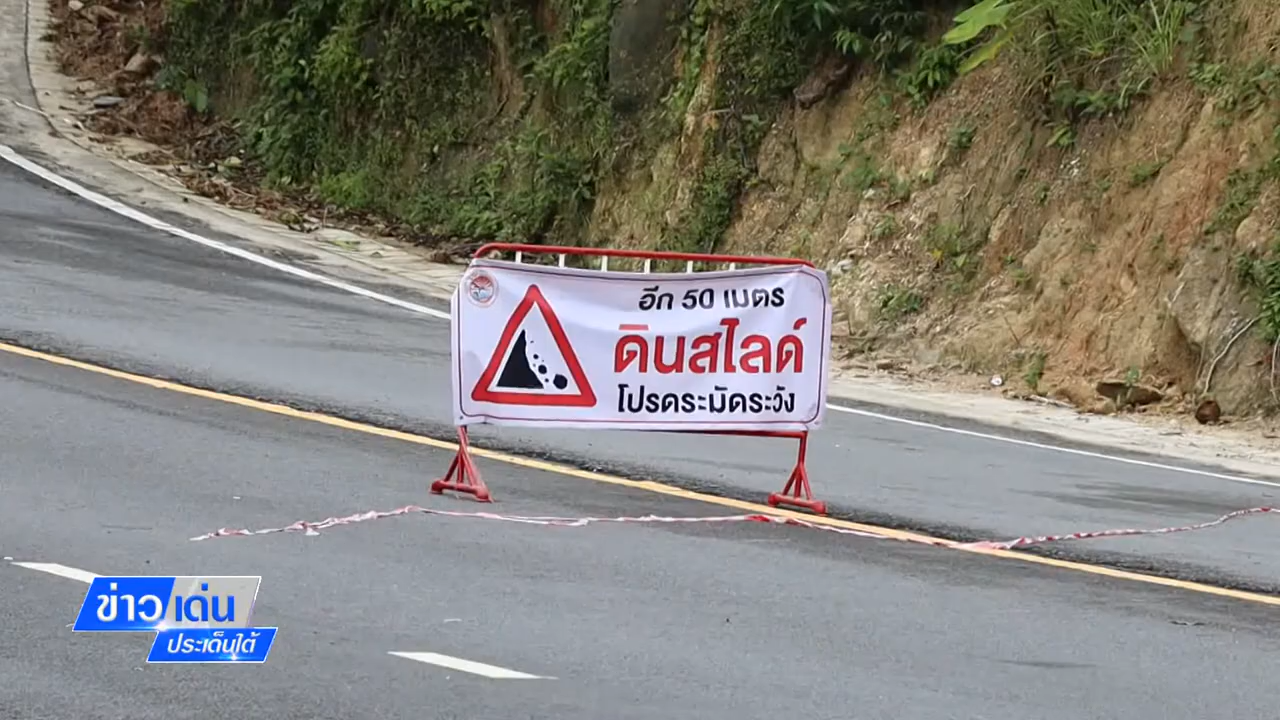 อีก 50 เมตร
ดินสไลด์
โปรดระมัดระวัง
ข่าวเด่น
ประเด็นใต้